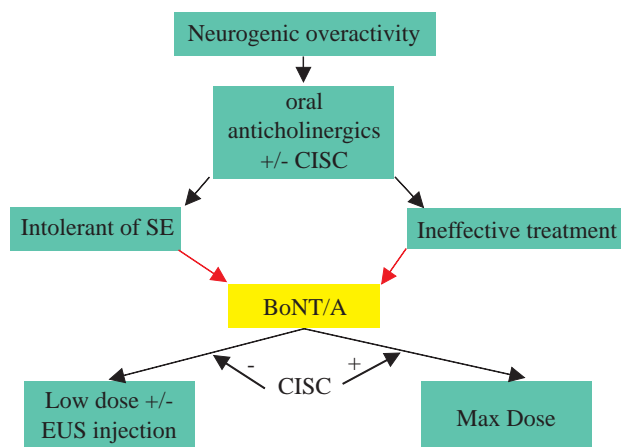 Neurogenic overactivity
oral
anticholinergics
+/- CISC
Intolerant of SE
Ineffective treatment
BoNT/A
- +
CISC
Low dose +/-
EUS injection
Max Dose